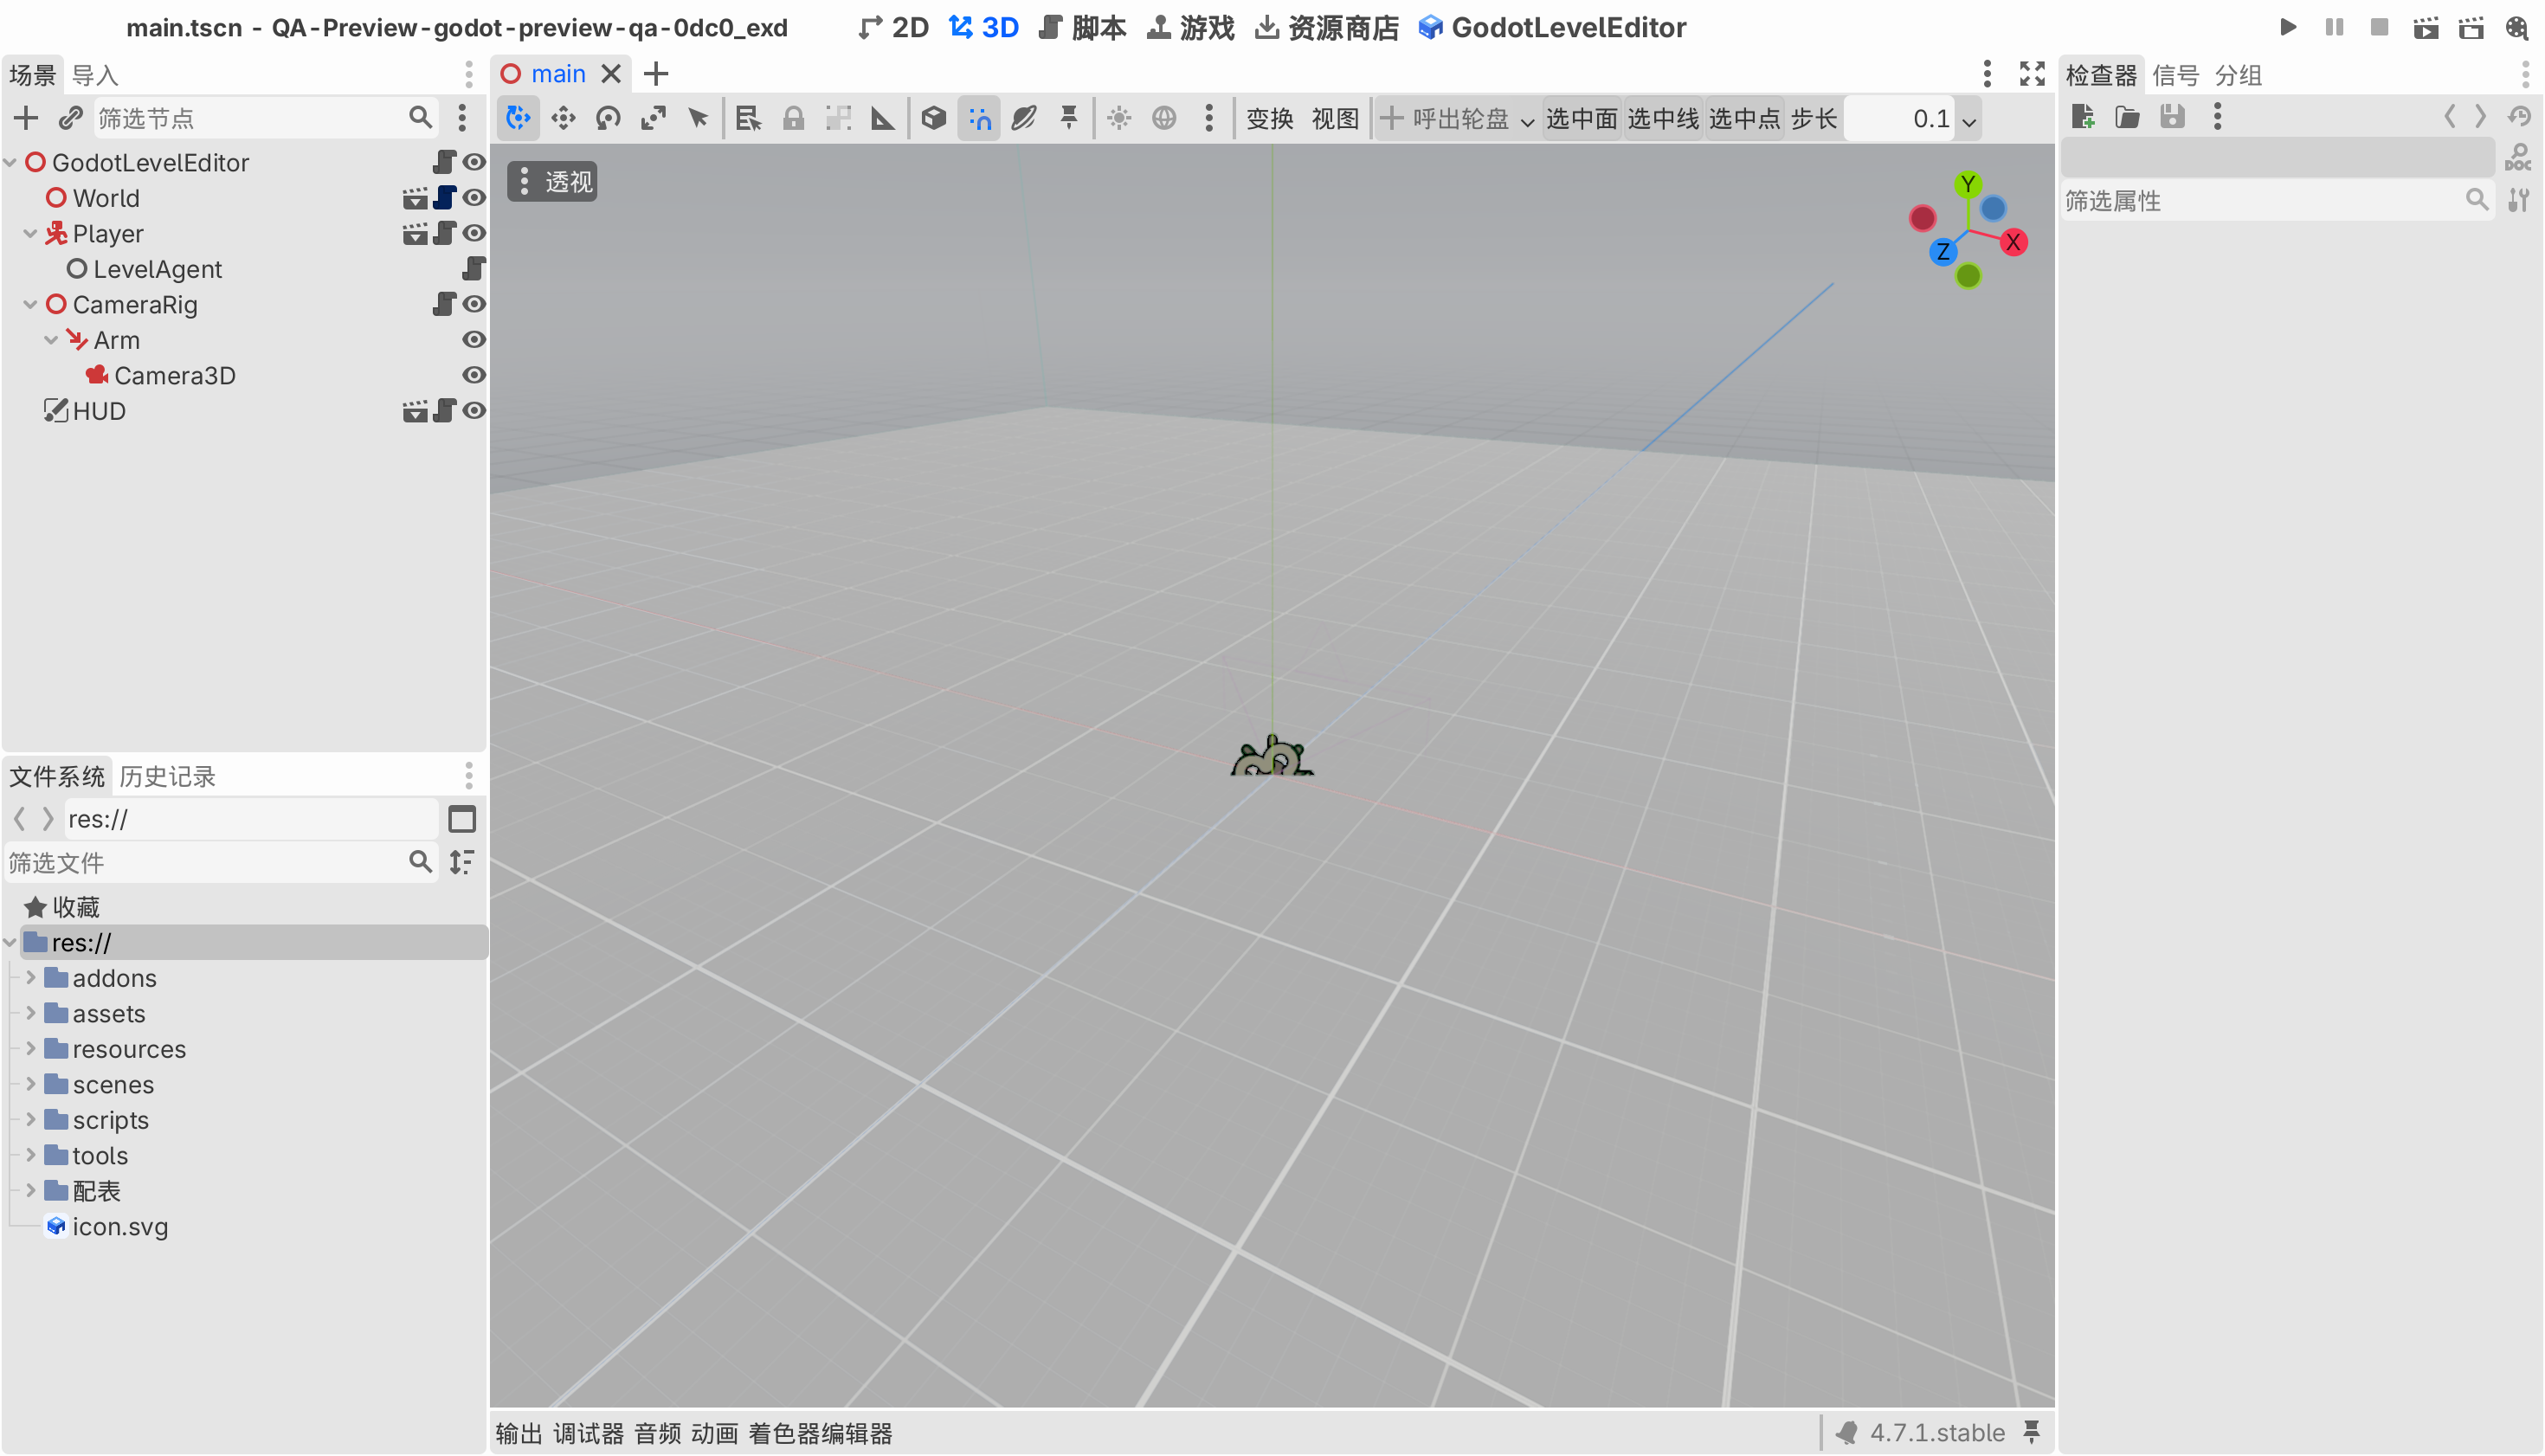 main.tscn - QA-Preview-godot-preview-qa-0dc0_exd
2D 3D 脚本 游戏 资源商店 GodotLevelEditor
场景 导入
筛选节点
GodotLevelEditor
World
Player
LevelAgent
CameraRig
Arm
Camera3D
HUD
文件系统 历史记录
res://
筛选文件
收藏
res://
addons
assets
resources
scenes
scripts
tools
配表
icon.svg
main
变换 视图 呼出轮盘 选中面 选中线 选中点 步长 0.1
透视
Y
X
Z
输出 调试器 音频 动画 着色器编辑器
4.7.1.stable
检查器 信号 分组
DOC
筛选属性